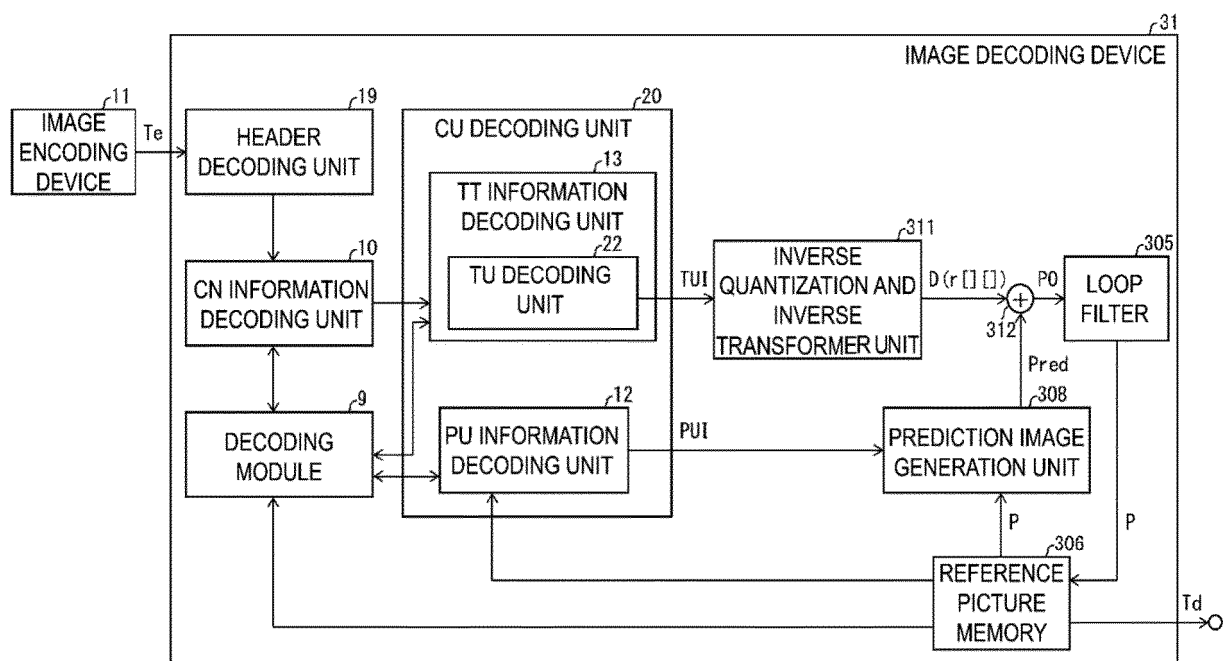 31
IMAGE DECODING DEVICE
11
IMAGE
ENCODING
DEVICE
Te
19
HEADER
DECODING UNIT
20
CU DECODING UNIT
13
TT INFORMATION
DECODING UNIT
22
TU DECODING
UNIT
10
CN INFORMATION
DECODING UNIT
TUI
311
INVERSE
QUANTIZATION AND
INVERSE
TRANSFORMER UNIT
D(r[][])
+
312
P0
305
LOOP
FILTER
Pred
9
DECODING
MODULE
12
PU INFORMATION
DECODING UNIT
PUI
308
PREDICTION IMAGE
GENERATION UNIT
P
P
306
REFERENCE
PICTURE
MEMORY
Td